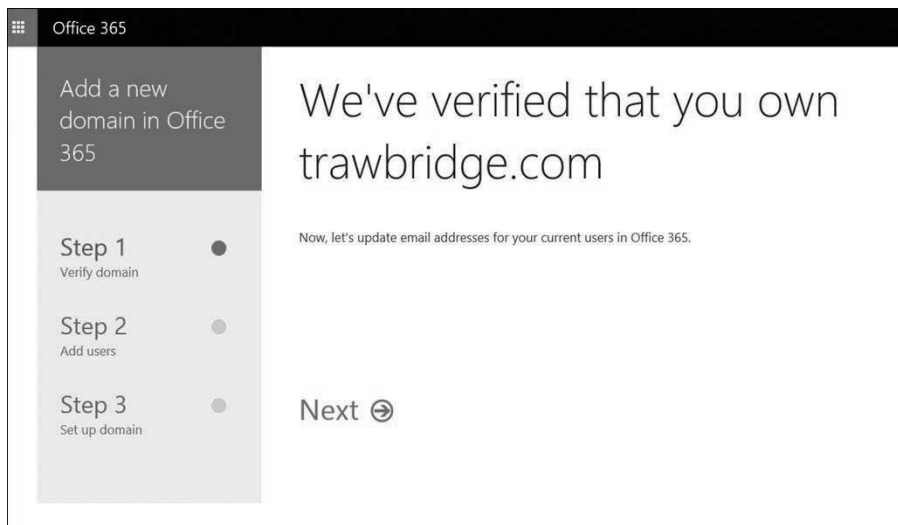 Office 365
Add a new
domain in Office
365
Step 1
Verify domain
Step 2
Add users
Step 3
Set up domain
We've verified that you own
trawbridge.com
Now, let's update email addresses for your current users in Office 365.
Next